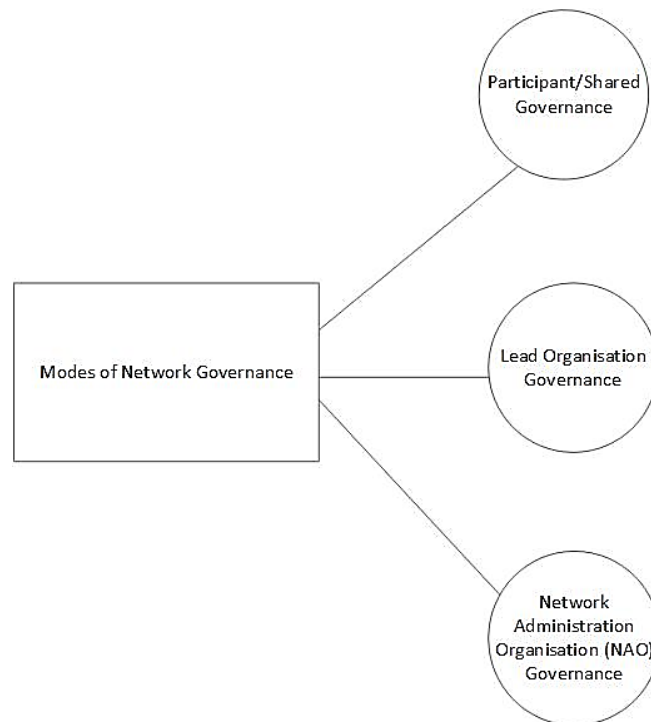 Participant/Shared
Governance
Modes of Network Governance
Lead Organisation
Governance
Network
Administration
Organisation (NAO)
Governance